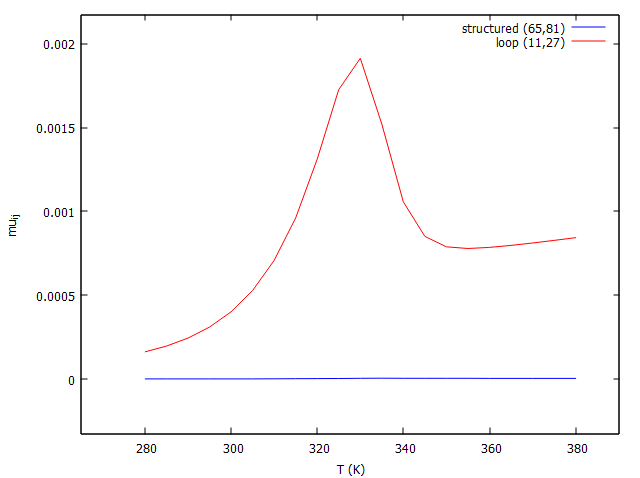 structured (65,81)
loop (11,27)
0.002
0.0015
0.001
0.0005
0
mu_ij
280 300 320 340 360 380
T (K)